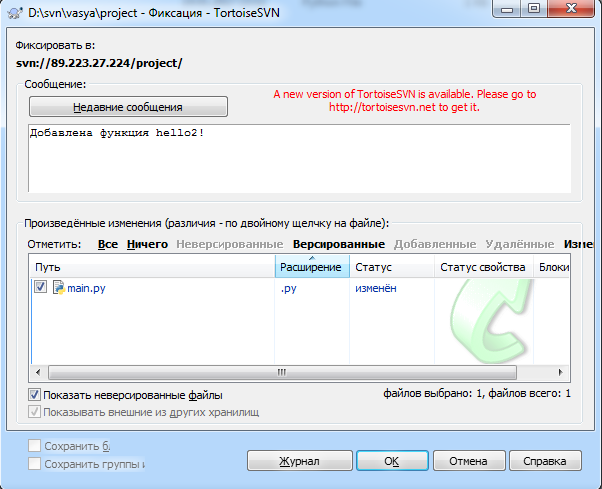 D:\svn\vasya\project - Фиксация - TortoiseSVN
Фиксировать в:
svn://89.223.27.224/project/
Сообщение:
Недавние сообщения
A new version of TortoiseSVN is available. Please go to
http://tortoisesvn.net to get it.
Добавлена функция hello2!
Произведённые изменения (различия - по двойному щелчку на файле):
Отметить: Все Ничего Неверсированные Версированные Добавленные Удалённые Изме
Путь Расширение Статус Статус свойства Блоки
main.py .py изменён
Показать неверсированные файлы
файлов выбрано: 1, файлов всего: 1
Показывать внешние из других хранилищ
Сохранить
Сохранить группы
Журнал OK Отмена Справка